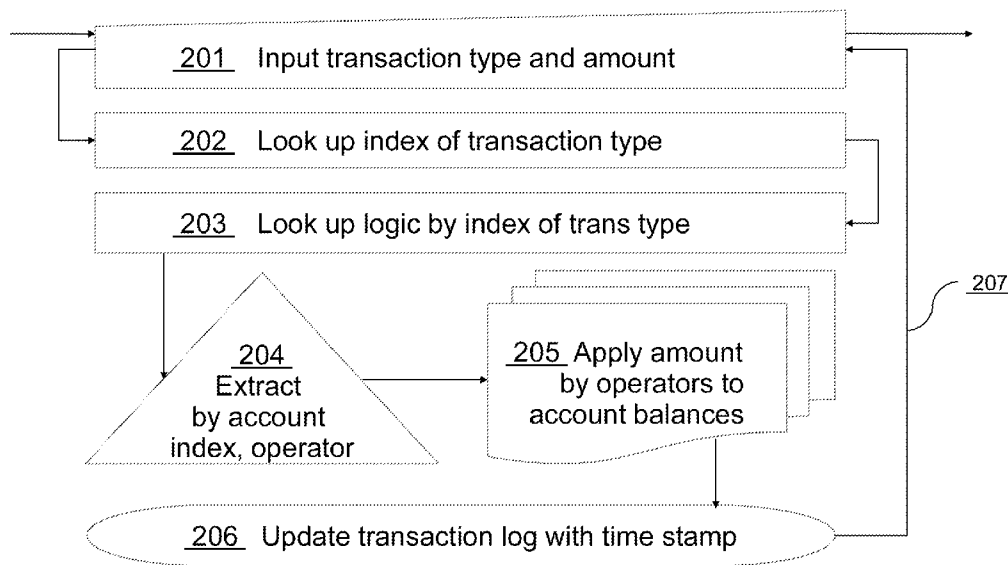 201 Input transaction type and amount
202 Look up index of transaction type
203 Look up logic by index of trans type
207
204
Extract
by account
index, operator
205 Apply amount
by operators to
account balances
206 Update transaction log with time stamp